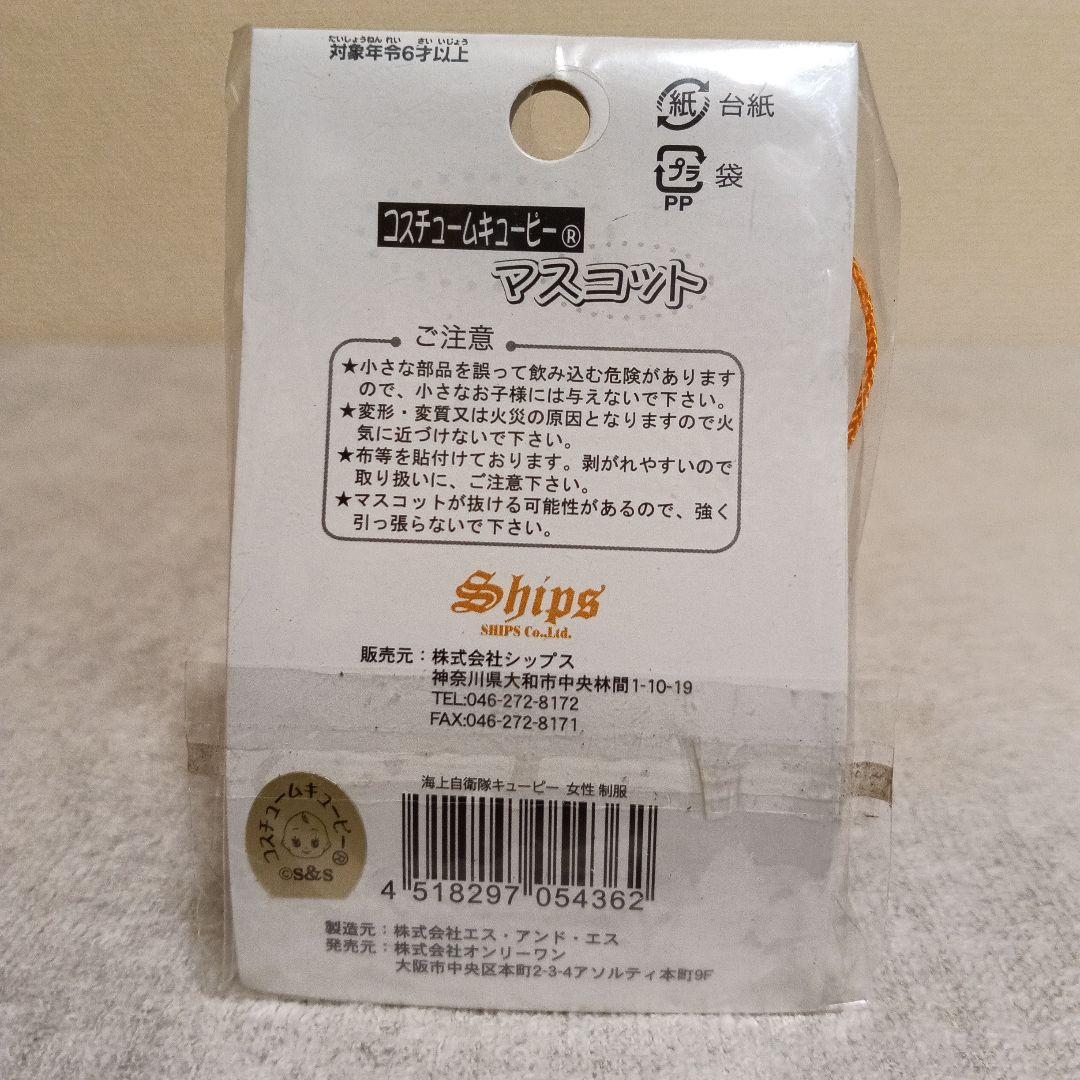 たいしょうねんれい さい いじょう
対象年令6才以上
紙 台紙
プラ 袋
PP
コスチュームキューピー®
マスコット
ご注意
★小さな部品を誤って飲み込む危険があります
ので、小さなお子様には与えないで下さい。
★変形・変質又は火災の原因となりますので火
気に近づけないで下さい。
★布等を貼付けております。剥がれやすいので
取り扱いに、ご注意下さい。
★マスコットが抜ける可能性があるので、強く
引っ張らないで下さい。
Ships
SHIPS Co.,Ltd.
販売元：株式会社シップス
神奈川県大和市中央林間1-10-19
TEL:046-272-8172
FAX:046-272-8171
海上自衛隊キューピー 女性 制服
コスチュームキューピー®
©S&S
4 518297 054362
製造元：株式会社エス・アンド・エス
発売元：株式会社オンリーワン
大阪市中央区本町2-3-4アソルティ本町9F